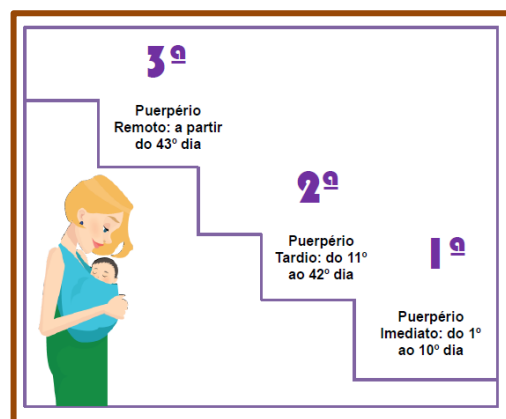 3ª
Puerpério
Remoto: a partir
do 43º dia
2ª
Puerpério
Tardio: do 11º
ao 42º dia
1ª
Puerpério
Imediato: do 1º
ao 10º dia